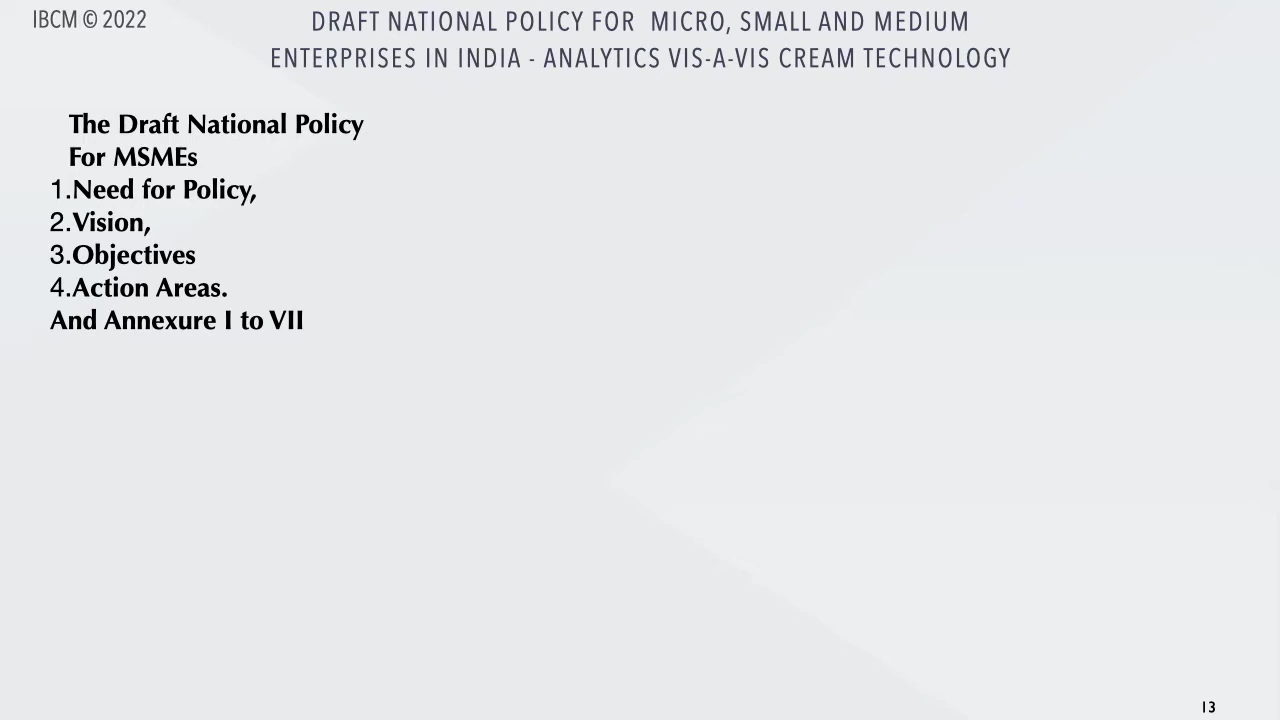 IBCM © 2022
DRAFT NATIONAL POLICY FOR MICRO, SMALL AND MEDIUM
ENTERPRISES IN INDIA - ANALYTICS VIS-A-VIS CREAM TECHNOLOGY
The Draft National Policy
For MSMEs
1.Need for Policy,
2.Vision,
3.Objectives
4.Action Areas.
And Annexure I to VII
13